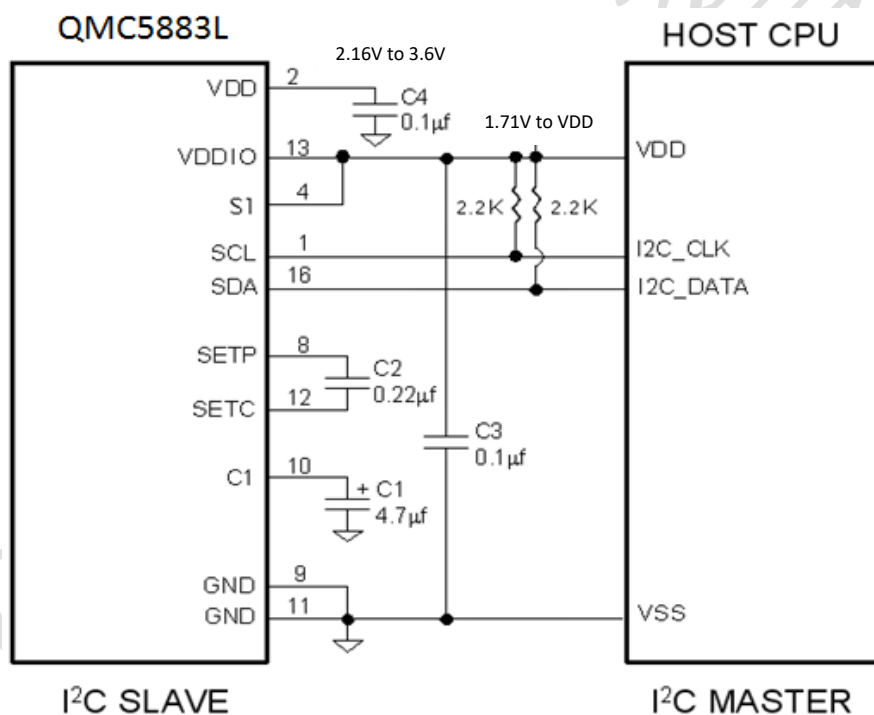 QMC5883L
HOST CPU
2.16V to 3.6V
VDD 2
C4
0.1µf
1.71V to VDD
VDDIO 13
VDD
S1 4
2.2K 2.2K
SCL 1
I2C_CLK
SDA 16
I2C_DATA
SETP 8
C2
0.22µf
SETC 12
C3
0.1µf
C1 10
+ C1
4.7µf
GND 9
GND 11
VSS
I²C SLAVE
I²C MASTER